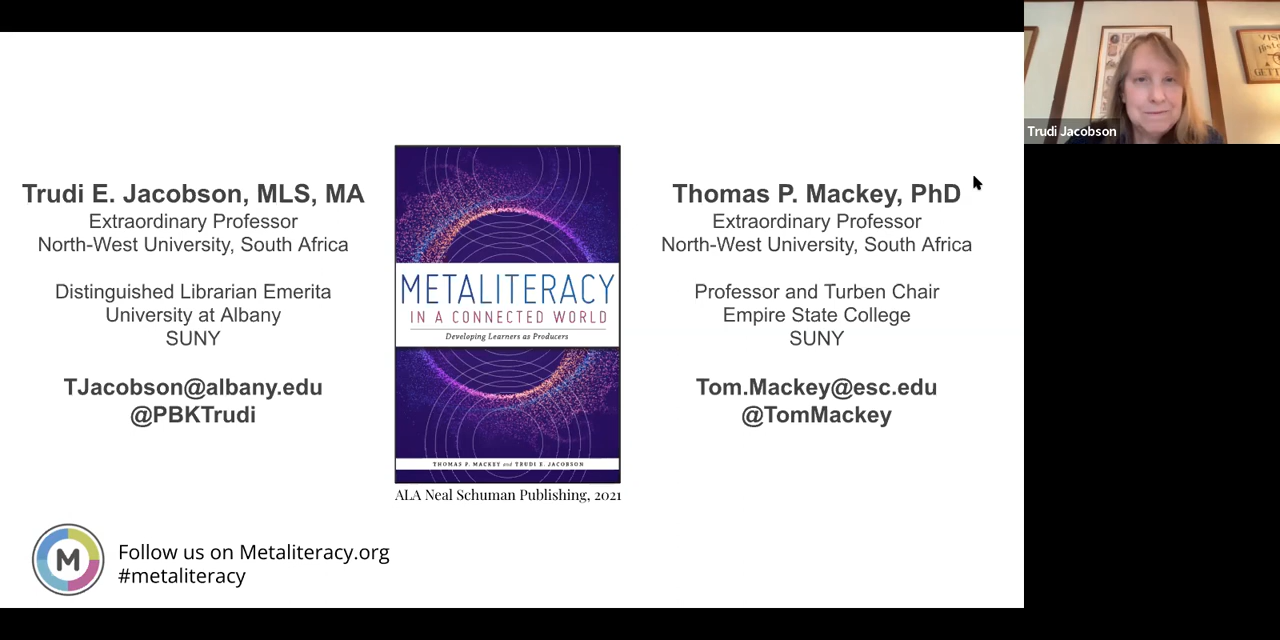 Trudi E. Jacobson, MLS, MA
Extraordinary Professor
North-West University, South Africa
Distinguished Librarian Emerita
University at Albany
SUNY
TJacobson@albany.edu
@PBKTrudi
METALITERACY
IN A CONNECTED WORLD
Developing Learners as Producers
THOMAS P. MACKEY and TRUDI E. JACOBSON
ALA Neal Schuman Publishing, 2021
Thomas P. Mackey, PhD
Extraordinary Professor
North-West University, South Africa
Professor and Turben Chair
Empire State College
SUNY
Tom.Mackey@esc.edu
@TomMackey
M
Follow us on Metaliteracy.org
#metaliteracy
Trudi Jacobson